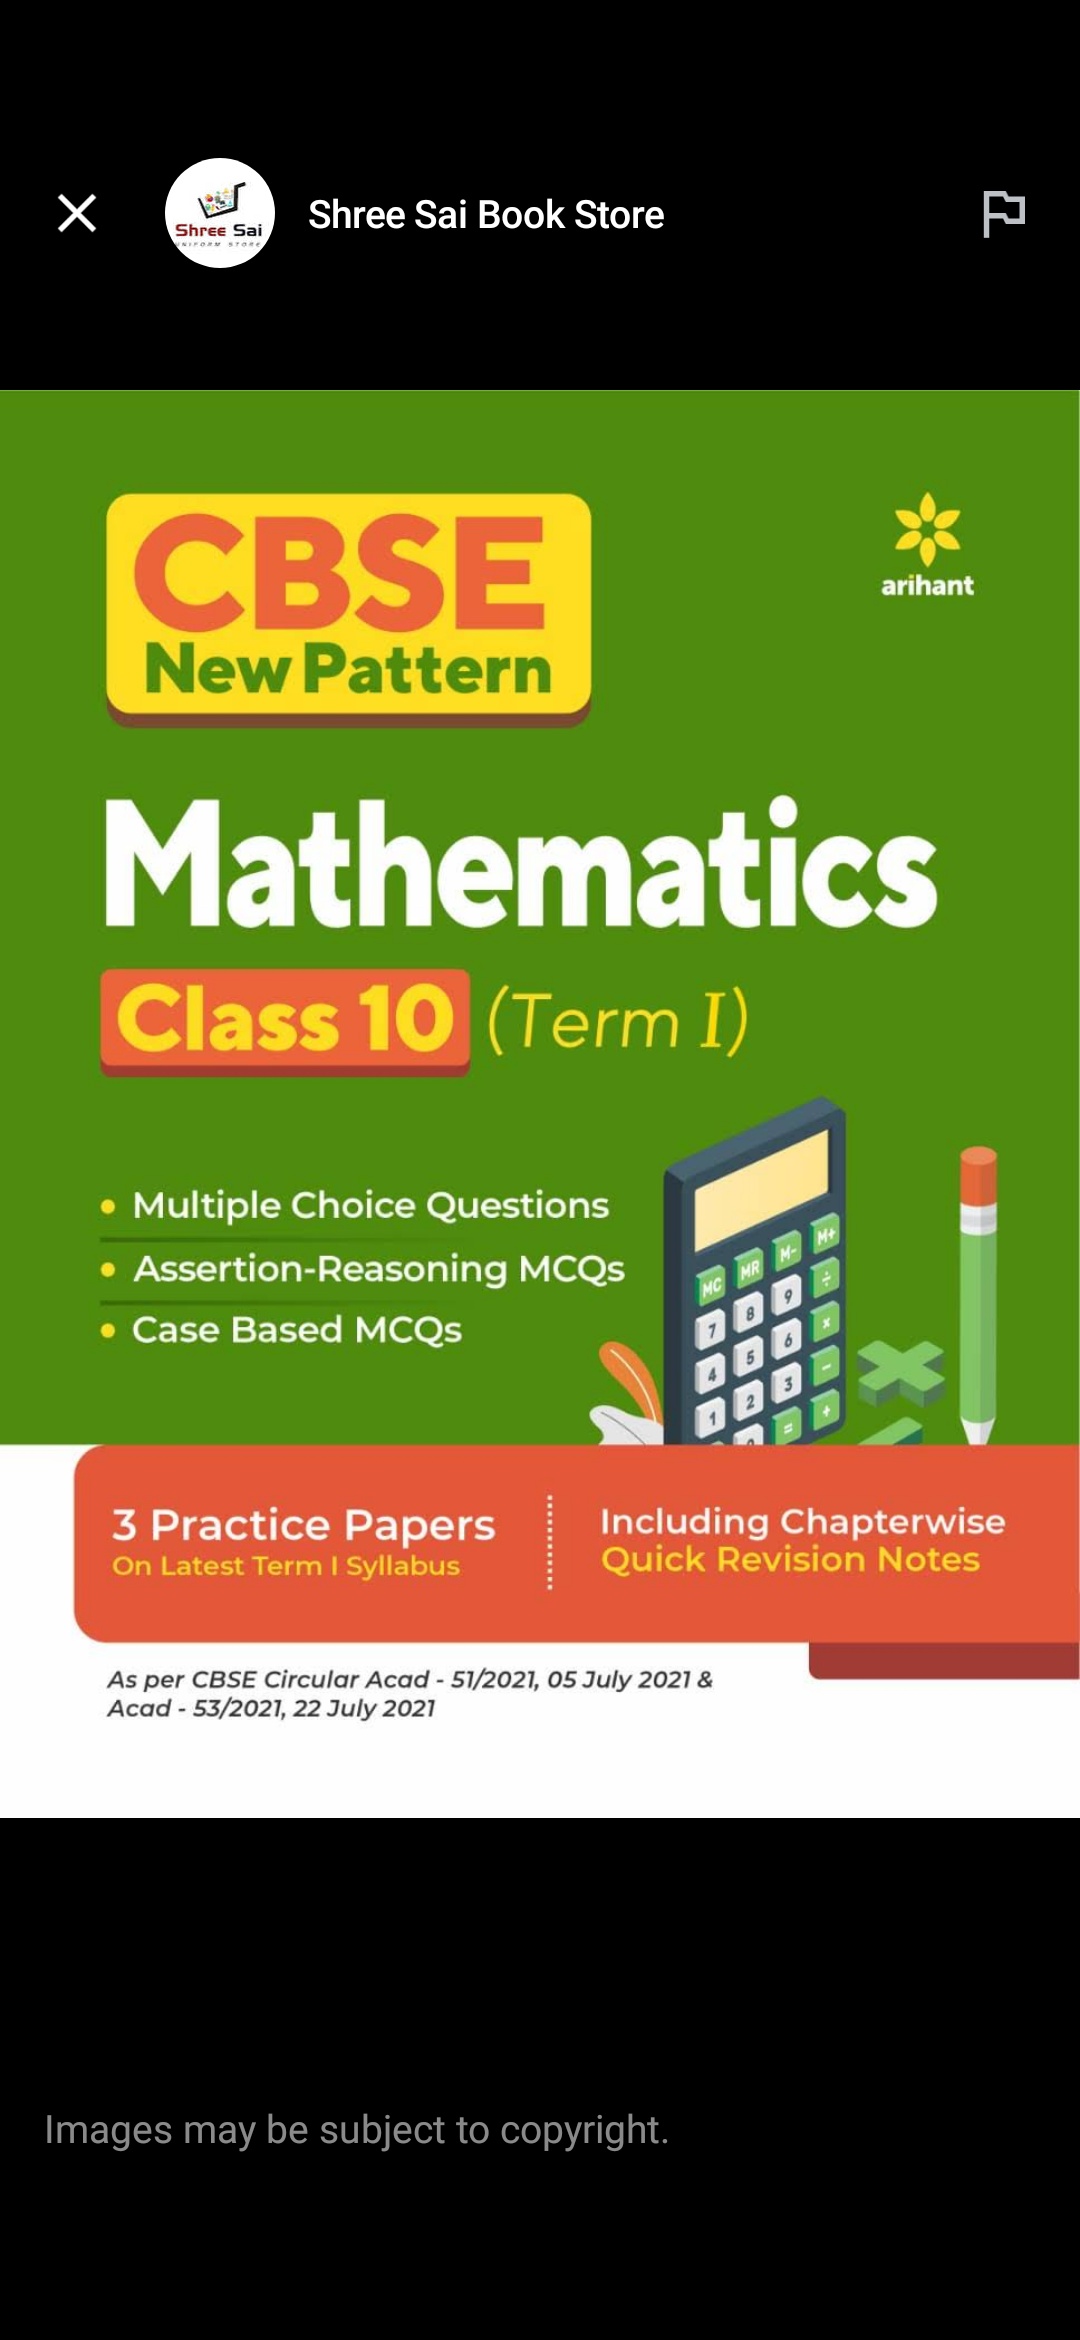 Shree Sai
UNIFORM STORE
Shree Sai Book Store
CBSE
New Pattern
arihant
Mathematics
Class 10 (Term I)
• Multiple Choice Questions
• Assertion-Reasoning MCQs
• Case Based MCQs
MC MR M- M+
7 8 9 ÷
4 5 6 ×
1 2 3 -
0 = +
3 Practice Papers
On Latest Term I Syllabus
Including Chapterwise
Quick Revision Notes
As per CBSE Circular Acad - 51/2021, 05 July 2021 &
Acad - 53/2021, 22 July 2021
Images may be subject to copyright.